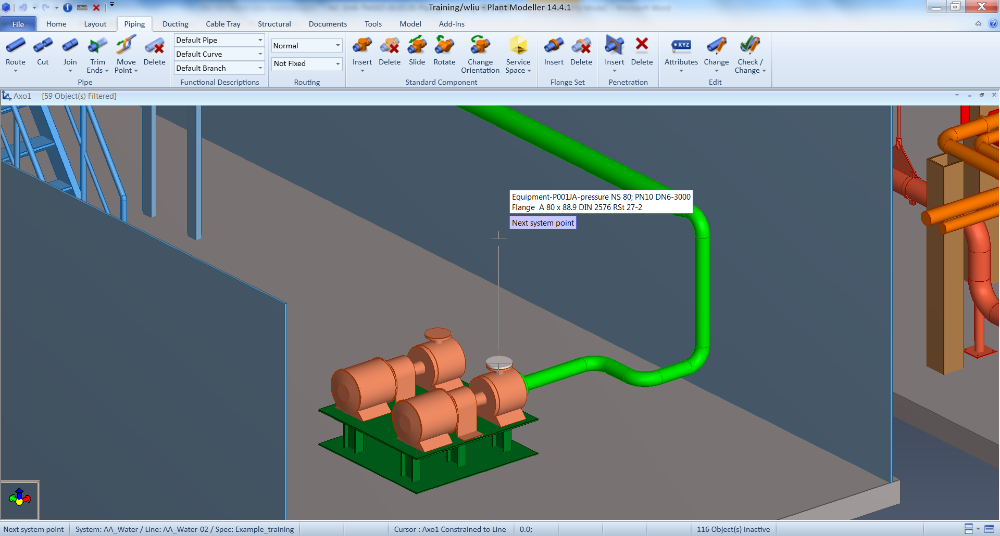 Training/wliu - Plant Modeller 14.4.1
File
Home
Layout
Piping
Ducting
Cable Tray
Structural
Documents
Tools
Model
Add-Ins
Route
Cut
Join
Trim
Ends
Move
Point
Delete
Pipe
Default Pipe
Default Curve
Default Branch
Functional Descriptions
Normal
Not Fixed
Routing
Insert
Delete
Slide
Rotate
Change
Orientation
Service
Space
Standard Component
Insert
Delete
Flange Set
Insert
Delete
Penetration
XYZ
Attributes
Change
Check /
Change
Edit
Axo1 [59 Object(s) Filtered]
Equipment-P001JA-pressure NS 80; PN10 DN6-3000
Flange A 80 x 88.9 DIN 2576 RSt 27-2
Next system point
Next system point
System: AA_Water / Line: AA_Water-02 / Spec: Example_training
Cursor : Axo1 Constrained to Line
0.0;
116 Object(s) Inactive